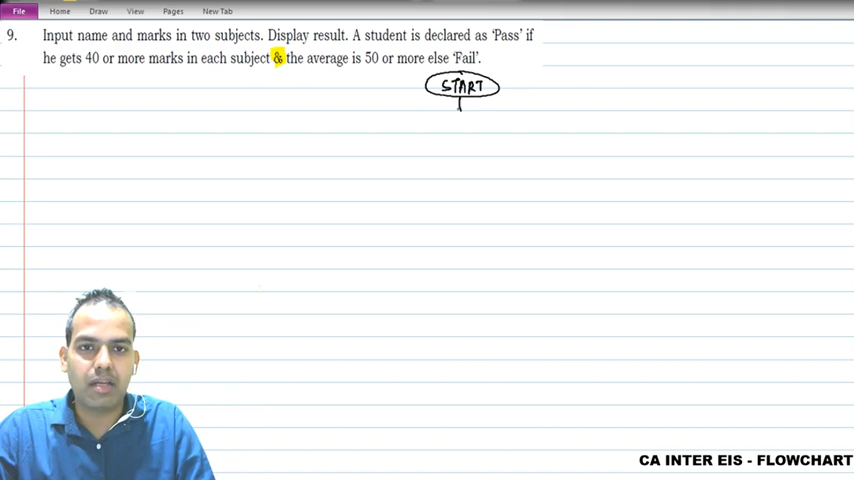 File Home Draw View Pages New Tab
9. Input name and marks in two subjects. Display result. A student is declared as ‘Pass’ if
he gets 40 or more marks in each subject & the average is 50 or more else ‘Fail’.
START
CA INTER EIS - FLOWCHART